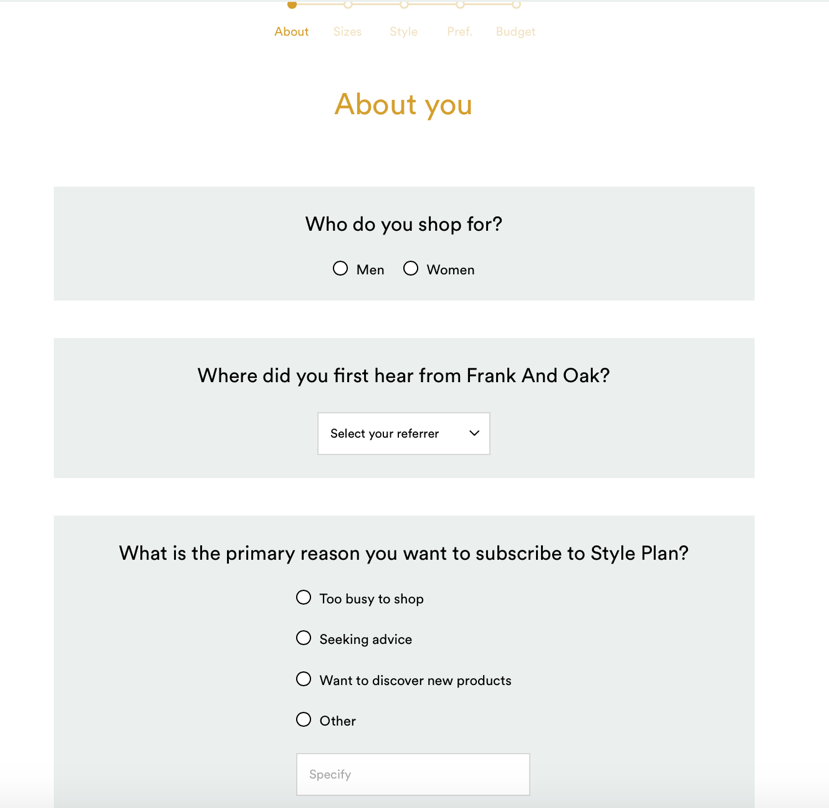 About Sizes Style Pref. Budget
About you
Who do you shop for?
Men Women
Where did you first hear from Frank And Oak?
Select your referrer
What is the primary reason you want to subscribe to Style Plan?
Too busy to shop
Seeking advice
Want to discover new products
Other
Specify